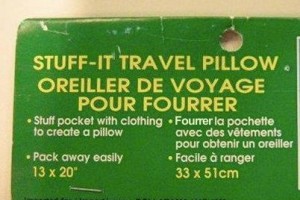 STUFF-IT TRAVEL PILLOW
OREILLER DE VOYAGE
POUR FOURRER
• Stuff pocket with clothing
to create a pillow
• Pack away easily
13 x 20"
• Fourrer la pochette
avec des vêtements
pour obtenir un oreiller
• Facile à ranger
33 x 51cm